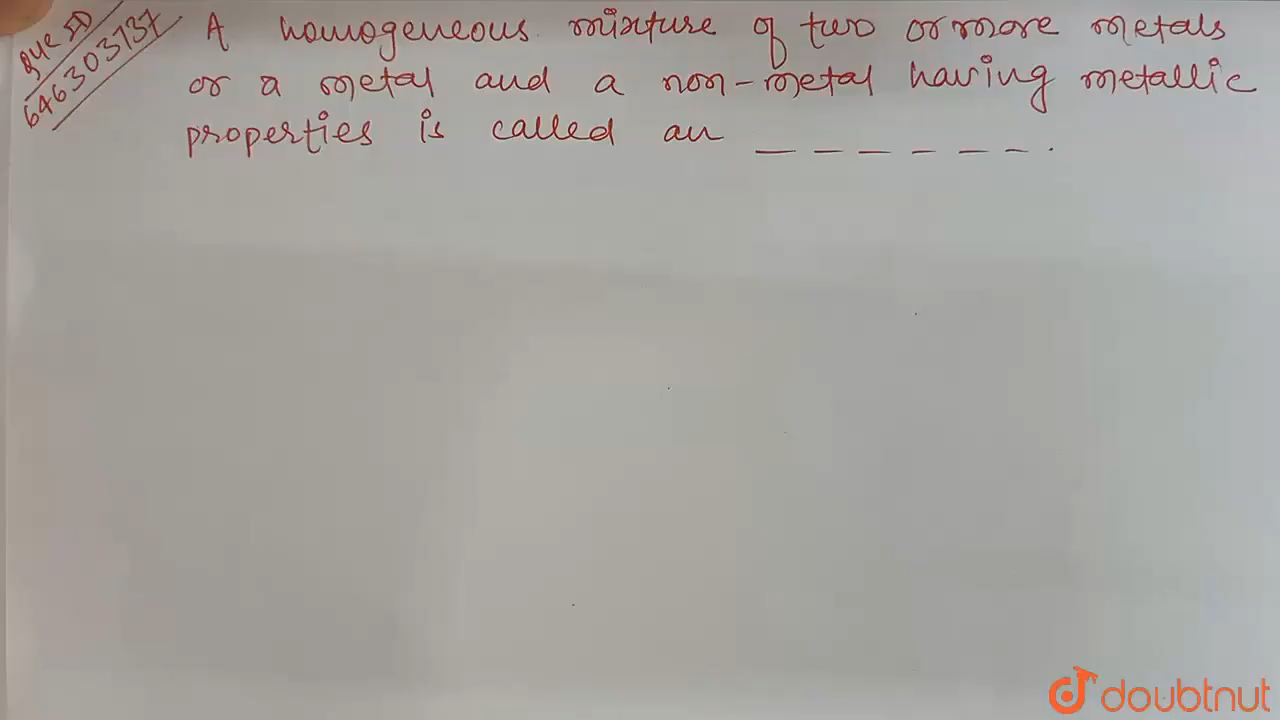 Que ID
646303737
A homogeneous mixture of two or more metals
or a metal and a non-metal having metallic
properties is called an _ _ _ _ _ _ .
doubtnut